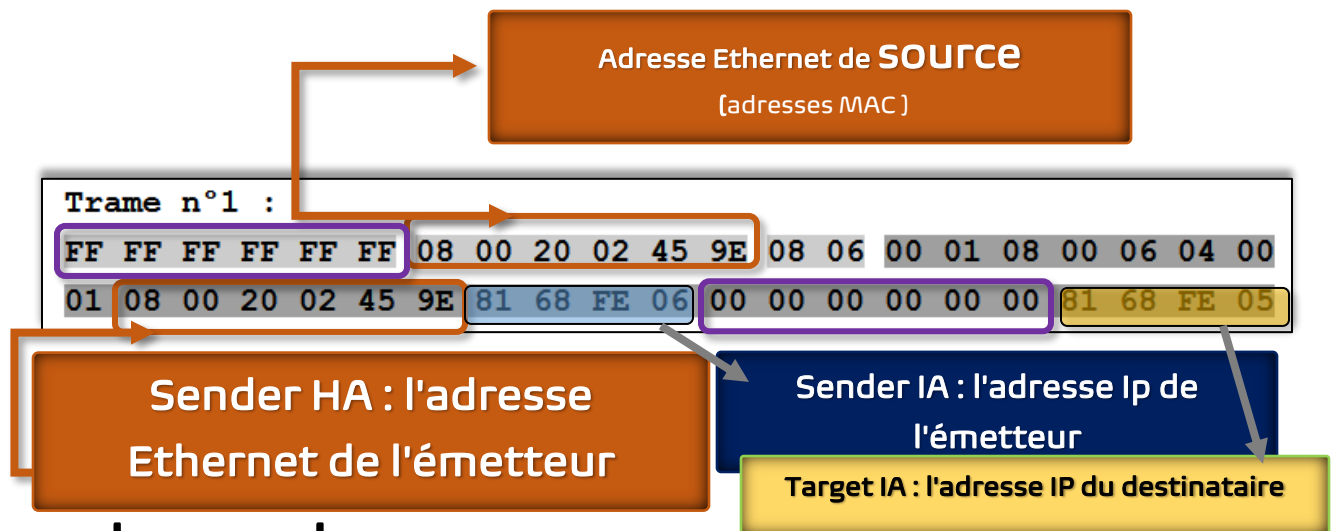 Adresse Ethernet de source
(adresses MAC )
Trame n°1 :
FF FF FF FF FF FF 08 00 20 02 45 9E 08 06 00 01 08 00 06 04 00
01 08 00 20 02 45 9E 81 68 FE 06 00 00 00 00 00 00 81 68 FE 05
Sender HA : l'adresse
Ethernet de l'émetteur
Sender IA : l'adresse Ip de
l'émetteur
Target IA : l'adresse IP du destinataire